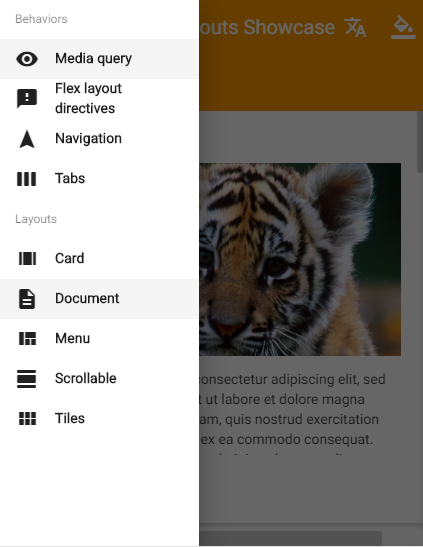 Behaviors
Media query
Flex layout
directives
Navigation
Tabs
Layouts
Card
Document
Menu
Scrollable
Tiles
outs Showcase
consectetur adipiscing elit, sed
t ut labore et dolore magna
am, quis nostrud exercitation
ex ea commodo consequat.